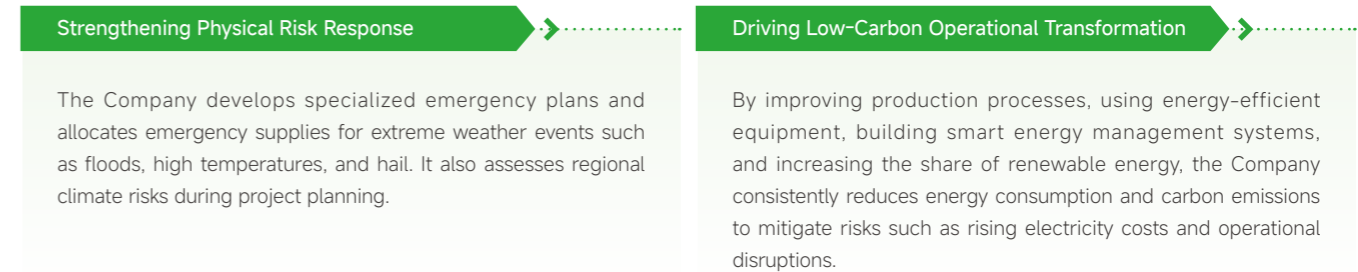 Strengthening Physical Risk Response
The Company develops specialized emergency plans and
allocates emergency supplies for extreme weather events such
as floods, high temperatures, and hail. It also assesses regional
climate risks during project planning.
Driving Low-Carbon Operational Transformation
By improving production processes, using energy-efficient
equipment, building smart energy management systems,
and increasing the share of renewable energy, the Company
consistently reduces energy consumption and carbon emissions
to mitigate risks such as rising electricity costs and operational
disruptions.